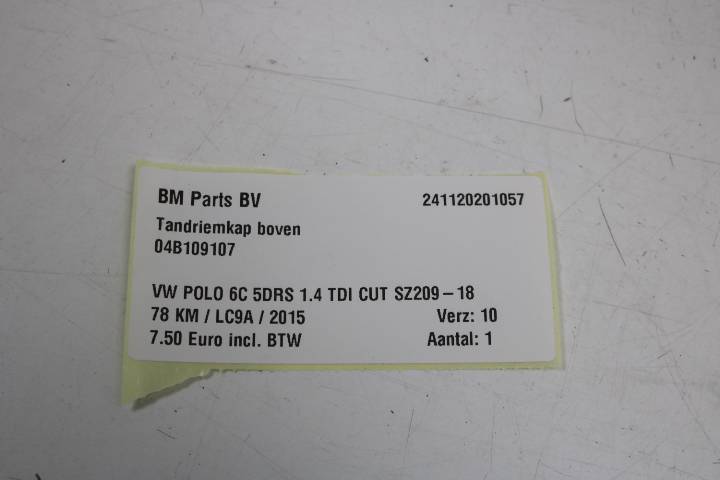 BM Parts BV 241120201057
Tandriemkap boven
04B109107
VW POLO 6C 5DRS 1.4 TDI CUT SZ209-18
78 KM / LC9A / 2015 Verz: 10
7.50 Euro incl. BTW Aantal: 1